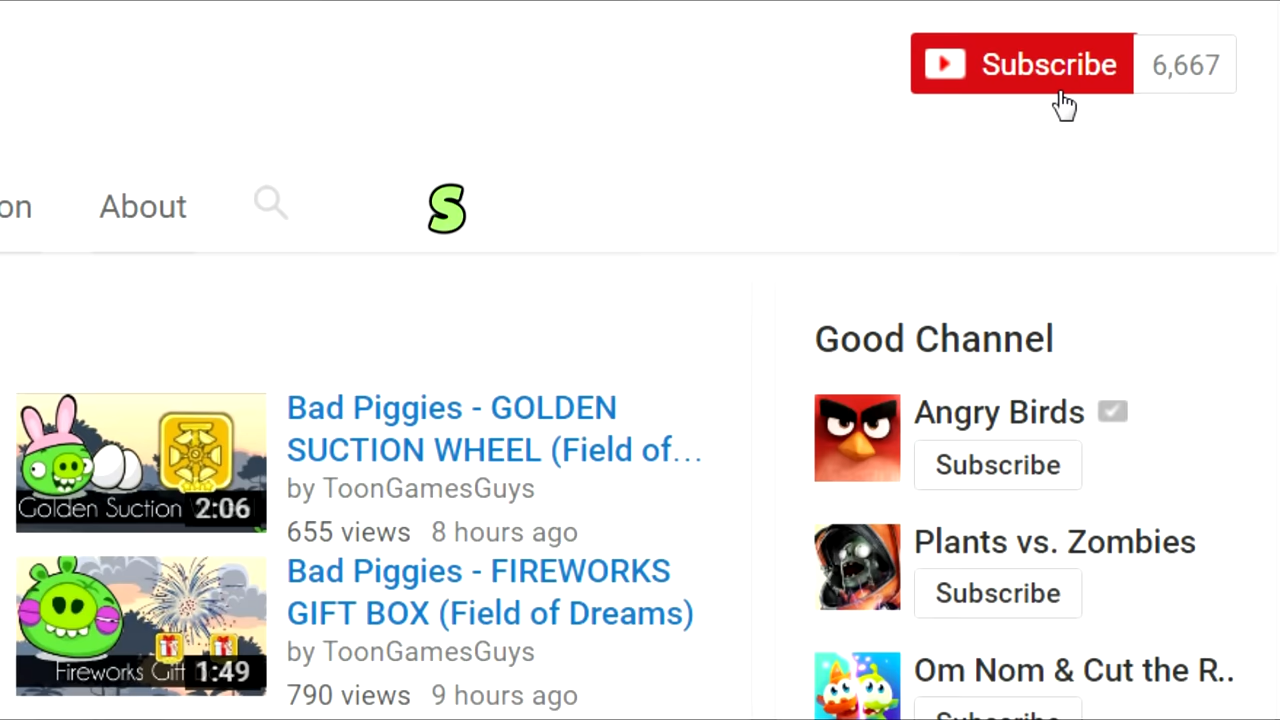 Subscribe 6,667
on About
S
Good Channel
Bad Piggies - GOLDEN
SUCTION WHEEL (Field of...
by ToonGamesGuys
655 views 8 hours ago
Golden Suction 2:06
Bad Piggies - FIREWORKS
GIFT BOX (Field of Dreams)
by ToonGamesGuys
790 views 9 hours ago
Fireworks Gift 1:49
Angry Birds
Subscribe
Plants vs. Zombies
Subscribe
Om Nom & Cut the R..
Subscribe